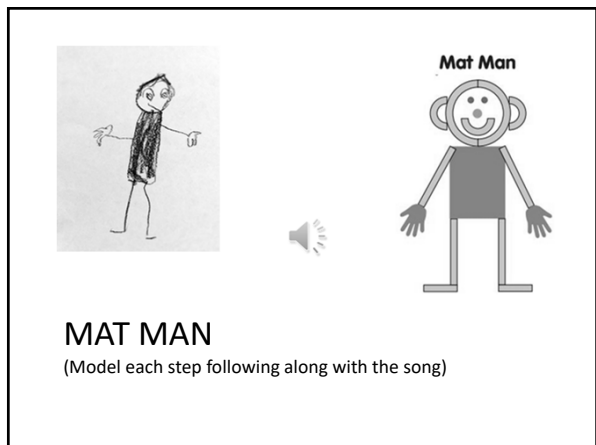 Mat Man
MAT MAN
(Model each step following along with the song)